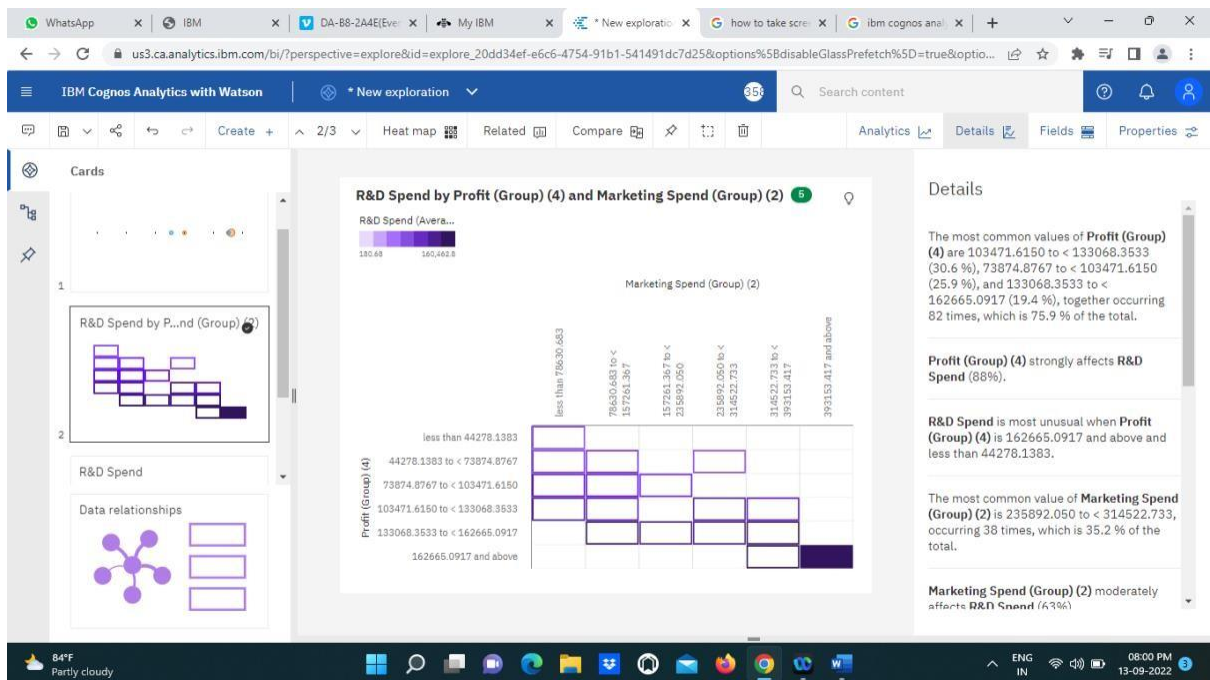 WhatsApp
IBM
DA-B8-2A4E(Ever
My IBM
* New exploratio
how to take scre
ibm cognos anal
us3.ca.analytics.ibm.com/bi/?perspective=explore&id=explore_20dd34ef-e6c6-4754-91b1-541491dc7d25&options%5BdisableGlassPrefetch%5D=true&optio...
IBM Cognos Analytics with Watson
* New exploration
Search content
Create +
2/3
Heat map
Related
Compare
Analytics
Details
Fields
Properties
Cards
1
R&D Spend by P...nd (Group) (2)
2
R&D Spend
Data relationships
R&D Spend by Profit (Group) (4) and Marketing Spend (Group) (2) 5
R&D Spend (Avera...
180.68 160,462.8
Marketing Spend (Group) (2)
less than 78630.683
78630.683 to <
157261.367
157261.367 to <
235892.050
235892.050 to <
314522.733
314522.733 to <
393153.417
393153.417 and above
Profit (Group) (4)
less than 44278.1383
44278.1383 to < 73874.8767
73874.8767 to < 103471.6150
103471.6150 to < 133068.3533
133068.3533 to < 162665.0917
162665.0917 and above
Details
The most common values of Profit (Group)
(4) are 103471.6150 to < 133068.3533
(30.6 %), 73874.8767 to < 103471.6150
(25.9 %), and 133068.3533 to <
162665.0917 (19.4 %), together occurring
82 times, which is 75.9 % of the total.
Profit (Group) (4) strongly affects R&D
Spend (88%).
R&D Spend is most unusual when Profit
(Group) (4) is 162665.0917 and above and
less than 44278.1383.
The most common value of Marketing Spend
(Group) (2) is 235892.050 to < 314522.733,
occurring 38 times, which is 35.2 % of the
total.
Marketing Spend (Group) (2) moderately
affects R&D Spend (63%)
84°F
Partly cloudy
ENG
IN
08:00 PM
13-09-2022
3